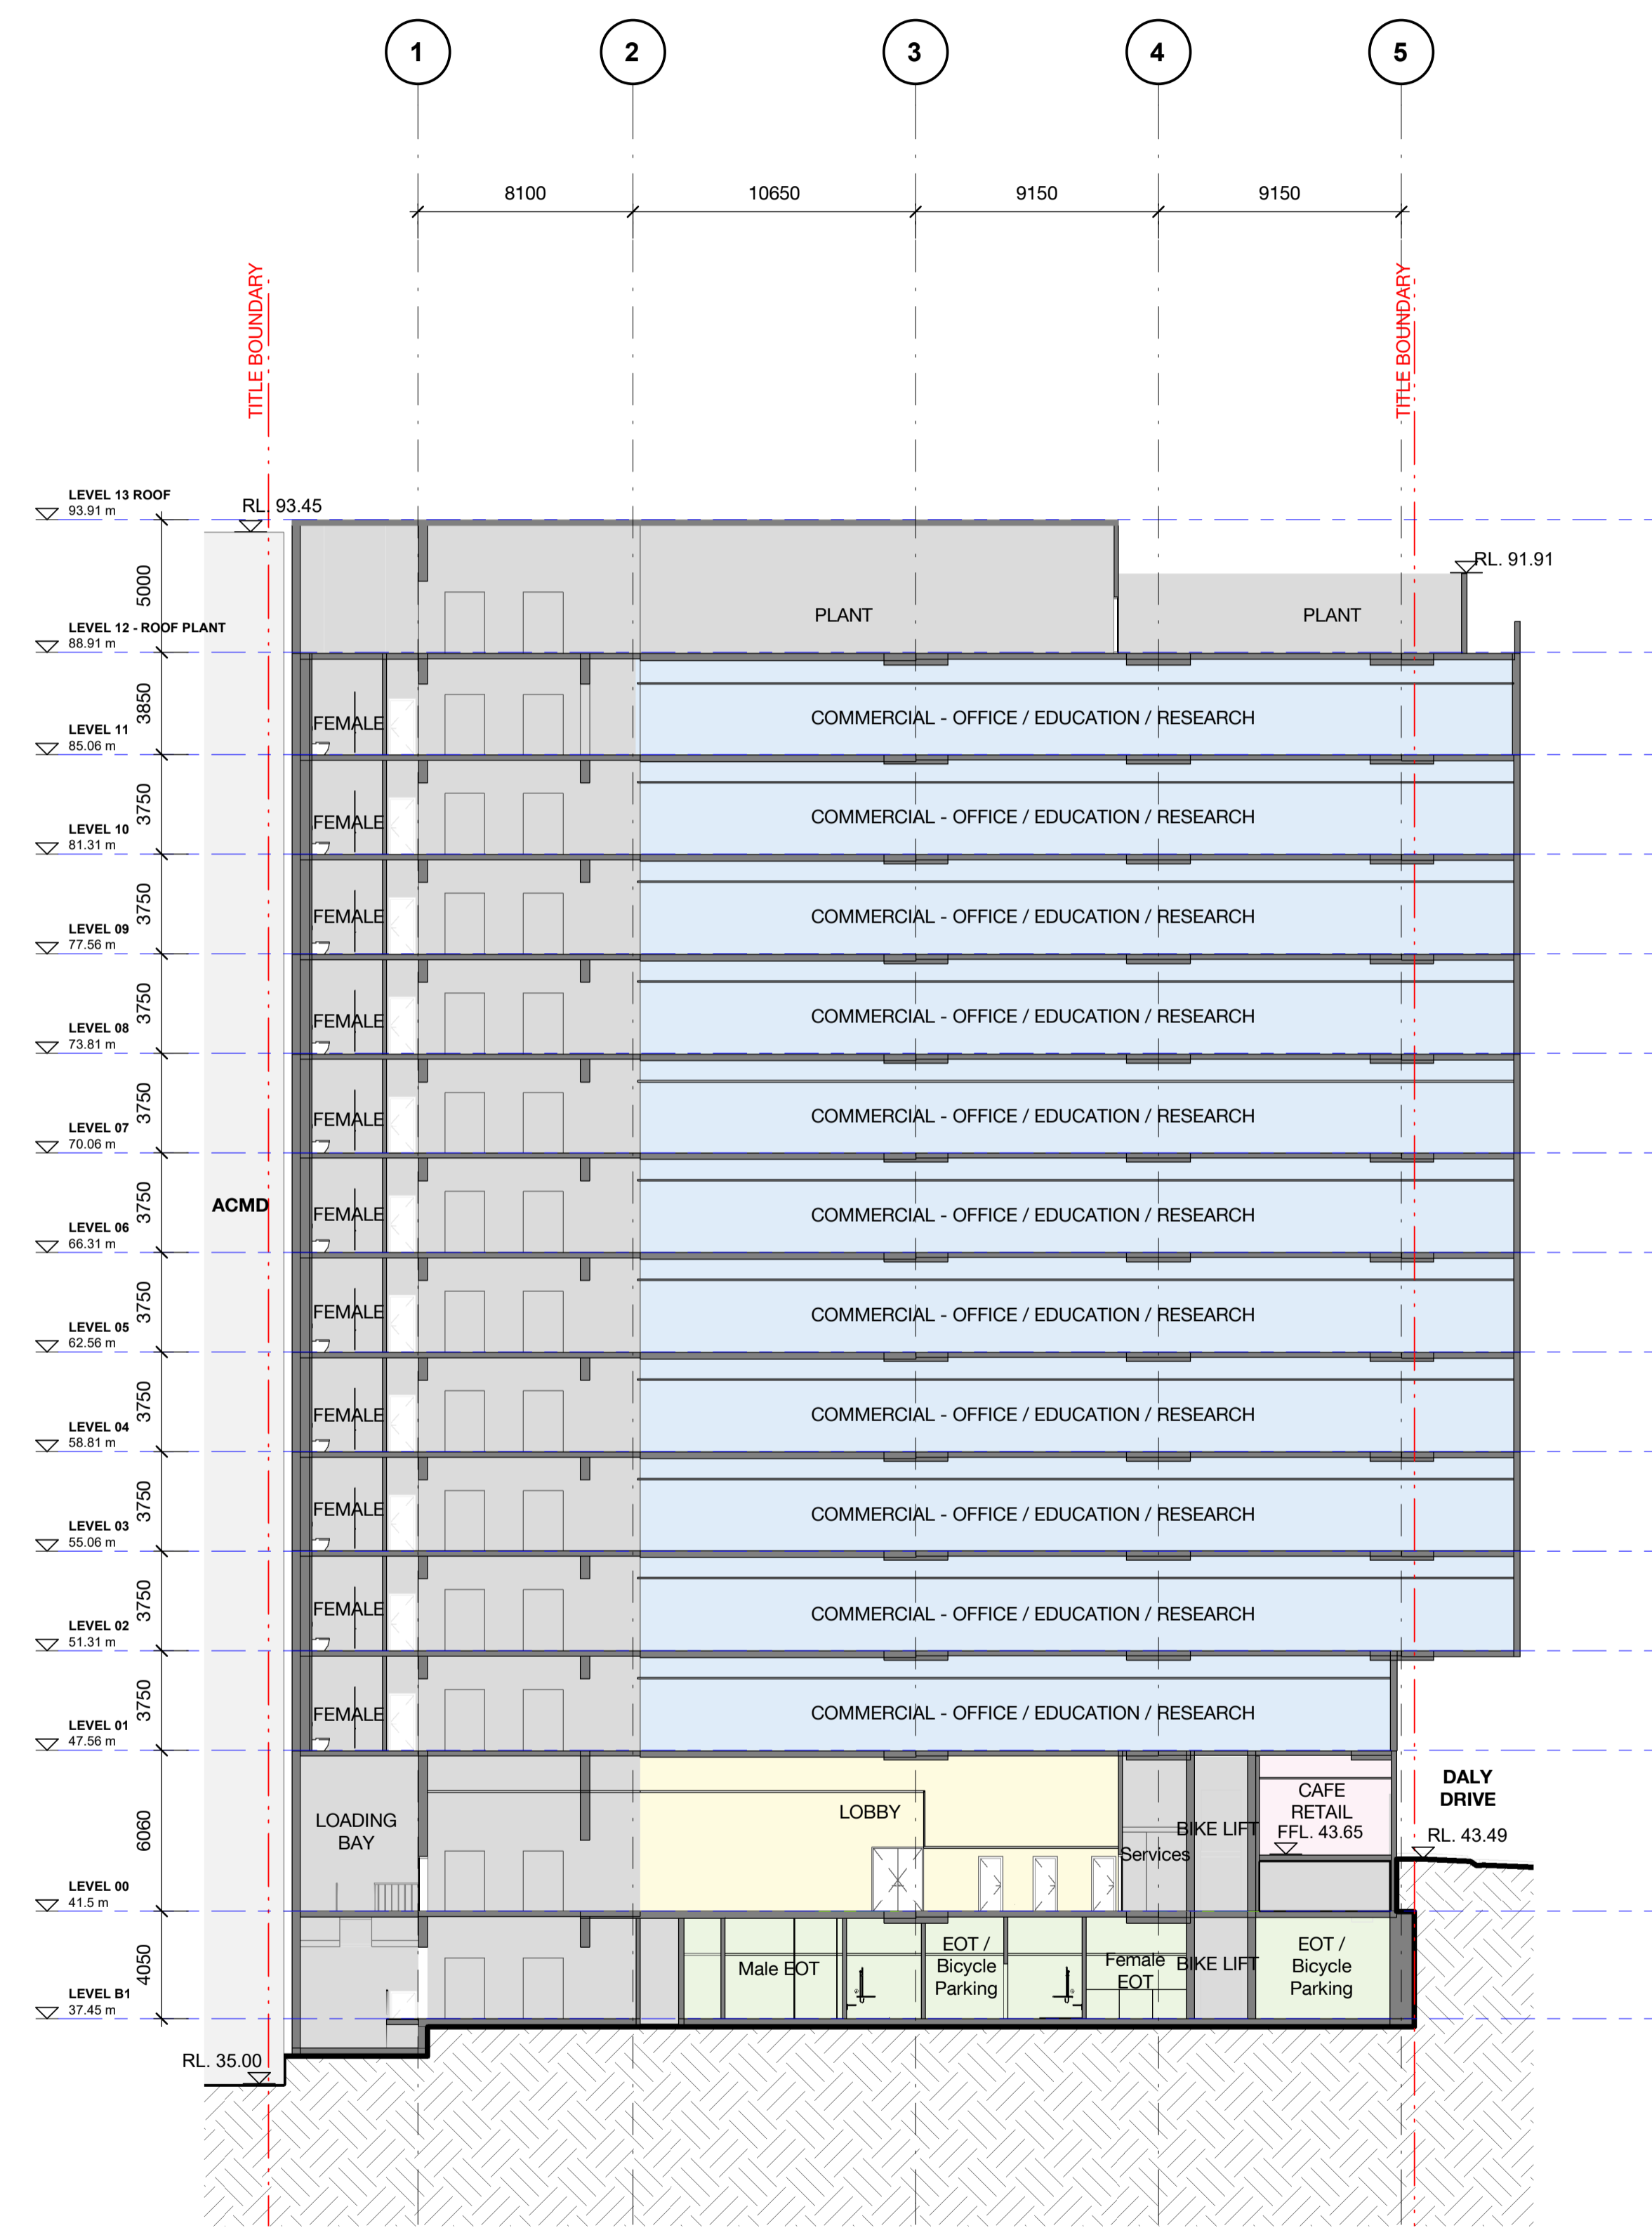 1
2
3
4
5
8100
10650
9150
9150
TITLE BOUNDARY
TITLE BOUNDARY
LEVEL 13 ROOF
93.91 m
RL. 93.45
5000
RL. 91.91
PLANT
PLANT
LEVEL 12 - ROOF PLANT
88.91 m
3850
FEMALE
COMMERCIAL - OFFICE / EDUCATION / RESEARCH
LEVEL 11
85.06 m
3750
FEMALE
COMMERCIAL - OFFICE / EDUCATION / RESEARCH
LEVEL 10
81.31 m
3750
FEMALE
COMMERCIAL - OFFICE / EDUCATION / RESEARCH
LEVEL 09
77.56 m
3750
FEMALE
COMMERCIAL - OFFICE / EDUCATION / RESEARCH
LEVEL 08
73.81 m
3750
FEMALE
COMMERCIAL - OFFICE / EDUCATION / RESEARCH
LEVEL 07
70.06 m
ACMD
3750
FEMALE
COMMERCIAL - OFFICE / EDUCATION / RESEARCH
LEVEL 06
66.31 m
3750
FEMALE
COMMERCIAL - OFFICE / EDUCATION / RESEARCH
LEVEL 05
62.56 m
3750
FEMALE
COMMERCIAL - OFFICE / EDUCATION / RESEARCH
LEVEL 04
58.81 m
3750
FEMALE
COMMERCIAL - OFFICE / EDUCATION / RESEARCH
LEVEL 03
55.06 m
3750
FEMALE
COMMERCIAL - OFFICE / EDUCATION / RESEARCH
LEVEL 02
51.31 m
3750
FEMALE
COMMERCIAL - OFFICE / EDUCATION / RESEARCH
LEVEL 01
47.56 m
6060
LOADING
BAY
LOBBY
Services
BIKE LIFT
CAFE
RETAIL
FFL. 43.65
DALY
DRIVE
RL. 43.49
LEVEL 00
41.5 m
4050
Male EOT
EOT /
Bicycle
Parking
Female
EOT
BIKE LIFT
EOT /
Bicycle
Parking
LEVEL B1
37.45 m
RL. 35.00